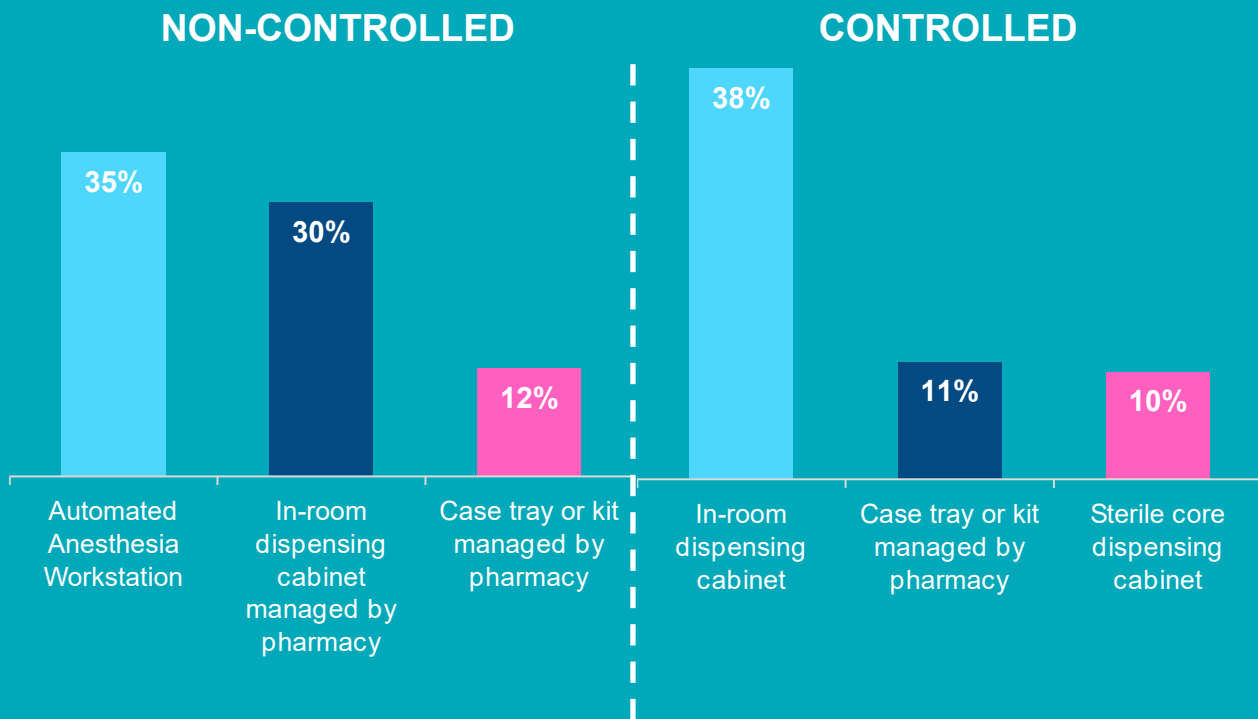 NON-CONTROLLED
35%
30%
12%
Automated
Anesthesia
Workstation
In-room
dispensing
cabinet
managed by
pharmacy
Case tray or kit
managed by
pharmacy
CONTROLLED
38%
11%
10%
In-room
dispensing
cabinet
Case tray or kit
managed by
pharmacy
Sterile core
dispensing
cabinet